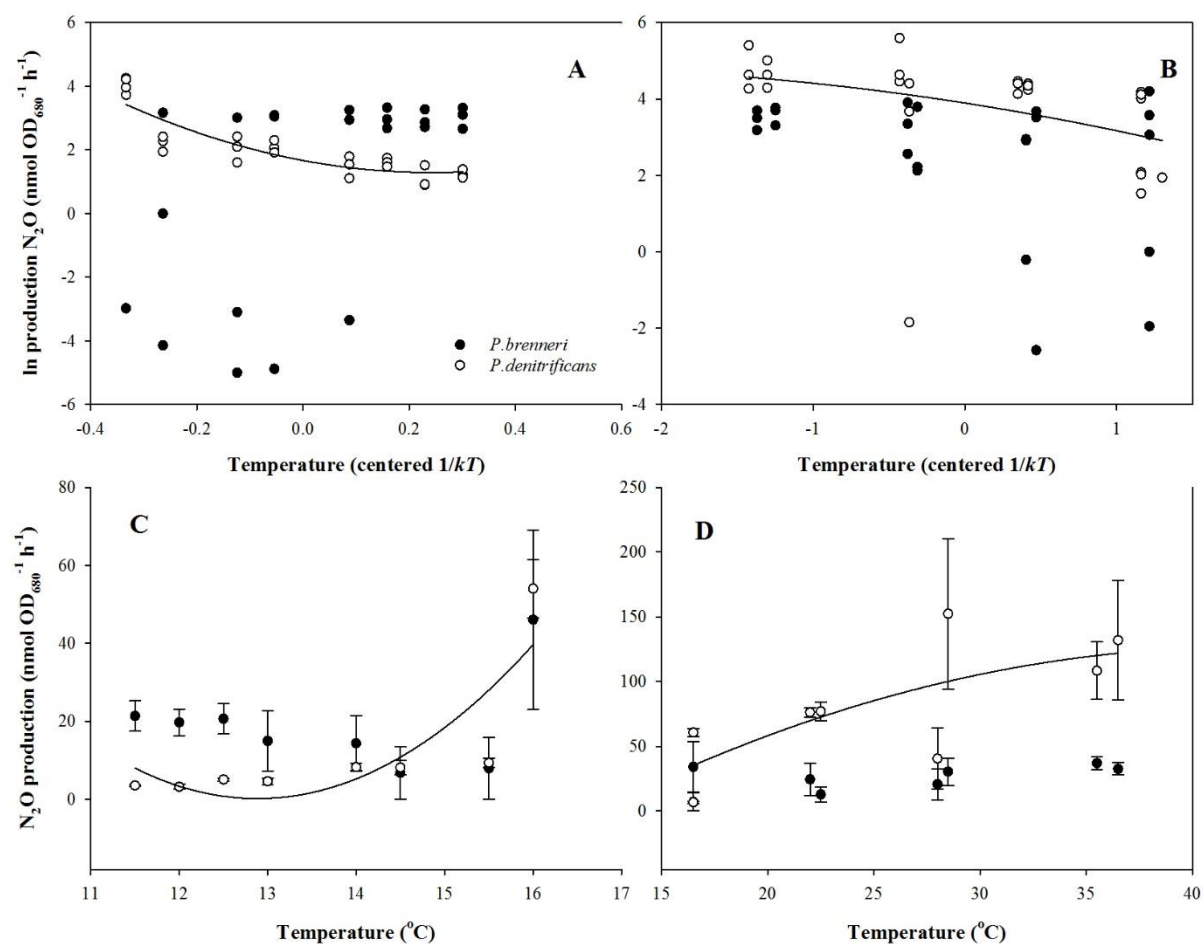 A
ln production N₂O (nmol OD₆₈₀⁻¹ h⁻¹)
6
4
2
0
-2
-4
-6
P.brenneri
P.denitrificans
-0.4 -0.2 0.0 0.2 0.4 0.6
Temperature (centered 1/kT)
B
6
4
2
0
-2
-4
-2 -1 0 1
Temperature (centered 1/kT)
C
N₂O production (nmol OD₆₈₀⁻¹ h⁻¹)
80
60
40
20
0
11 12 13 14 15 16 17
Temperature (°C)
D
250
200
150
100
50
0
15 20 25 30 35 40
Temperature (°C)